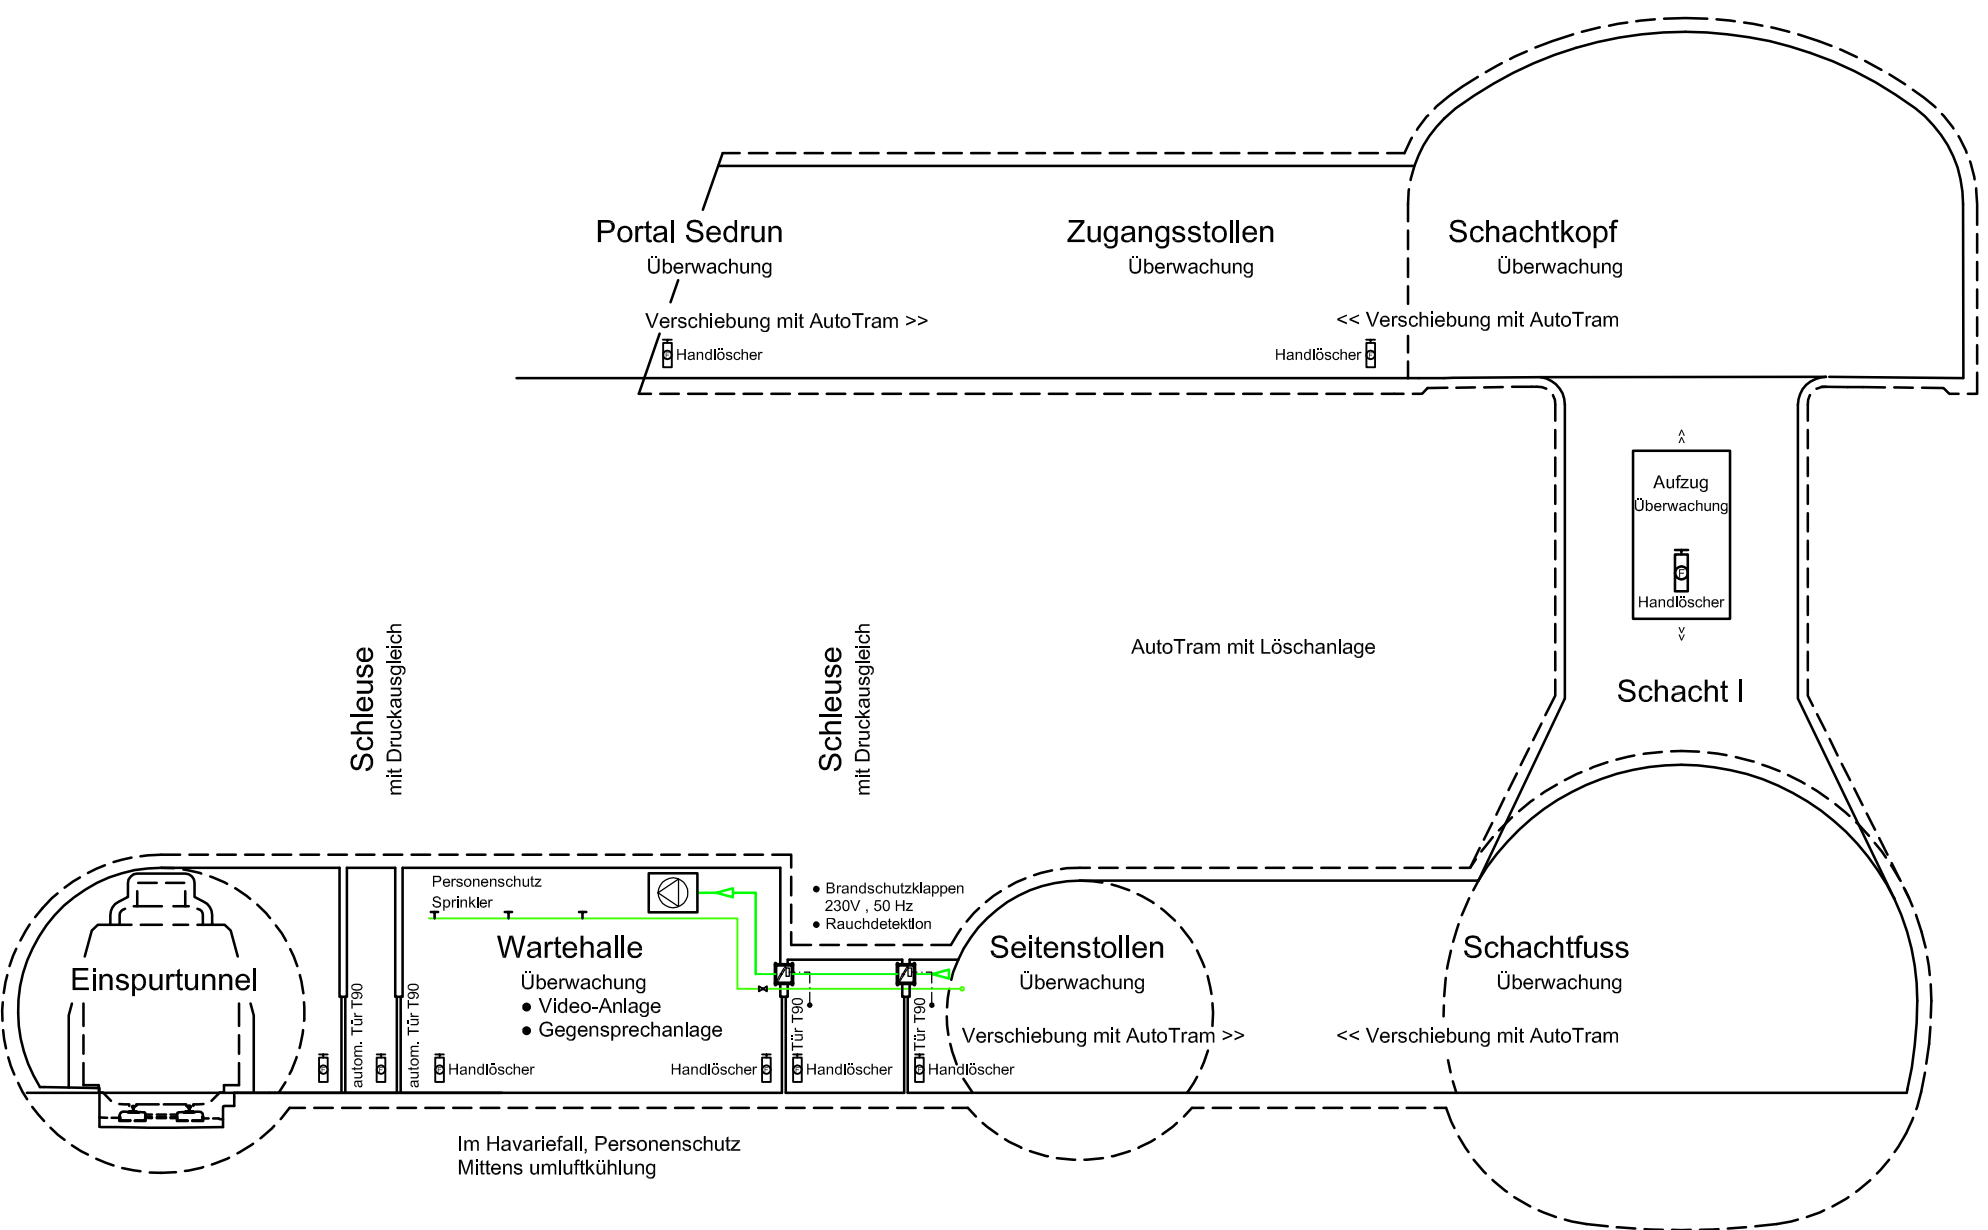 Portal Sedrun
Überwachung
Verschiebung mit AutoTram >>
F Handlöscher
Zugangsstollen
Überwachung
Schachtkopf
Überwachung
<< Verschiebung mit AutoTram
Handlöscher F
<<
Aufzug
Überwachung
F
Handlöscher
>>
Schacht I
AutoTram mit Löschanlage
Schleuse
mit Druckausgleich
Schleuse
mit Druckausgleich
Einspurtunnel
F
autom. Tür T90
F
autom. Tür T90
Personenschutz
Sprinkler
Wartehalle
Überwachung
● Video-Anlage
● Gegensprechanlage
F Handlöscher
Handlöscher F
● Brandschutzklappen
230V , 50 Hz
● Rauchdetektion
Tür T90
F Handlöscher
Tür T90
F Handlöscher
Seitenstollen
Überwachung
Verschiebung mit AutoTram >>
Schachtfuss
Überwachung
<< Verschiebung mit AutoTram
Im Havariefall, Personenschutz
Mittens umluftkühlung